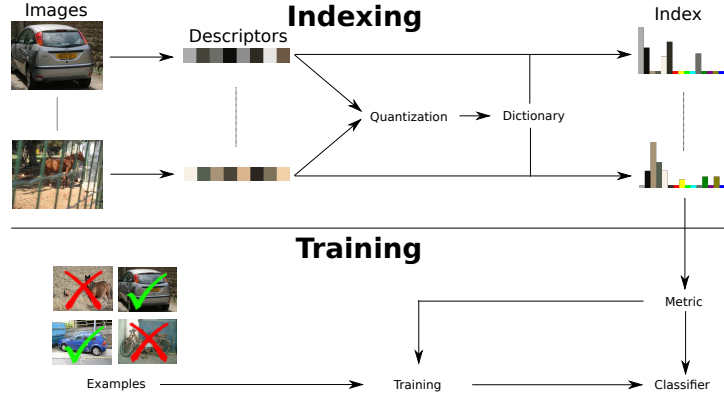 Indexing
Images
Descriptors
Index
Quantization
Dictionary
Training
Metric
Examples
Training
Classifier